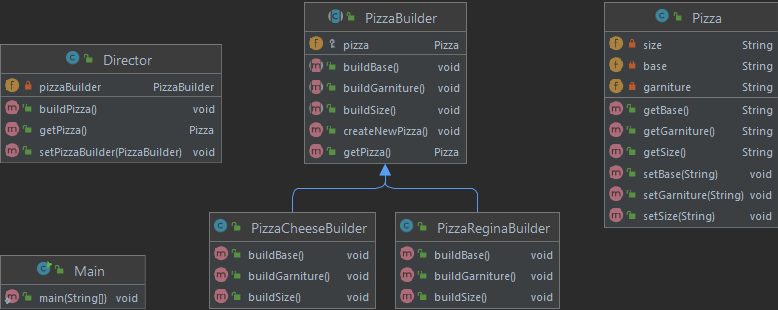 Director
pizzaBuilder PizzaBuilder
buildPizza() void
getPizza() Pizza
setPizzaBuilder(PizzaBuilder) void
PizzaBuilder
pizza Pizza
buildBase() void
buildGarniture() void
buildSize() void
createNewPizza() void
getPizza() Pizza
Pizza
size String
base String
garniture String
getBase() String
getGarniture() String
getSize() String
setBase(String) void
setGarniture(String) void
setSize(String) void
PizzaCheeseBuilder
buildBase() void
buildGarniture() void
buildSize() void
PizzaReginaBuilder
buildBase() void
buildGarniture() void
buildSize() void
Main
main(String[]) void